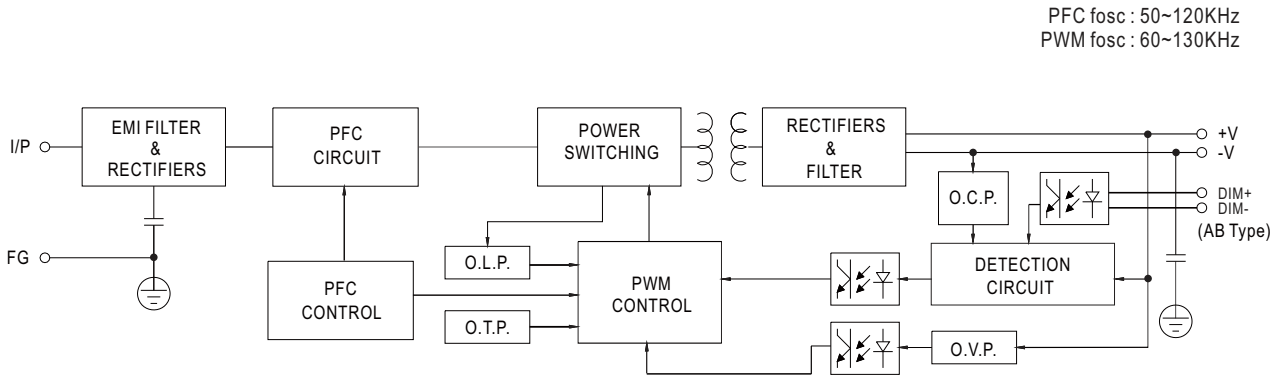 PFC fosc : 50~120KHz
PWM fosc : 60~130KHz
I/P
EMI FILTER
&
RECTIFIERS
PFC
CIRCUIT
POWER
SWITCHING
RECTIFIERS
&
FILTER
+V
-V
O.C.P.
DIM+
DIM-
(AB Type)
FG
O.L.P.
PFC
CONTROL
PWM
CONTROL
DETECTION
CIRCUIT
O.T.P.
O.V.P.